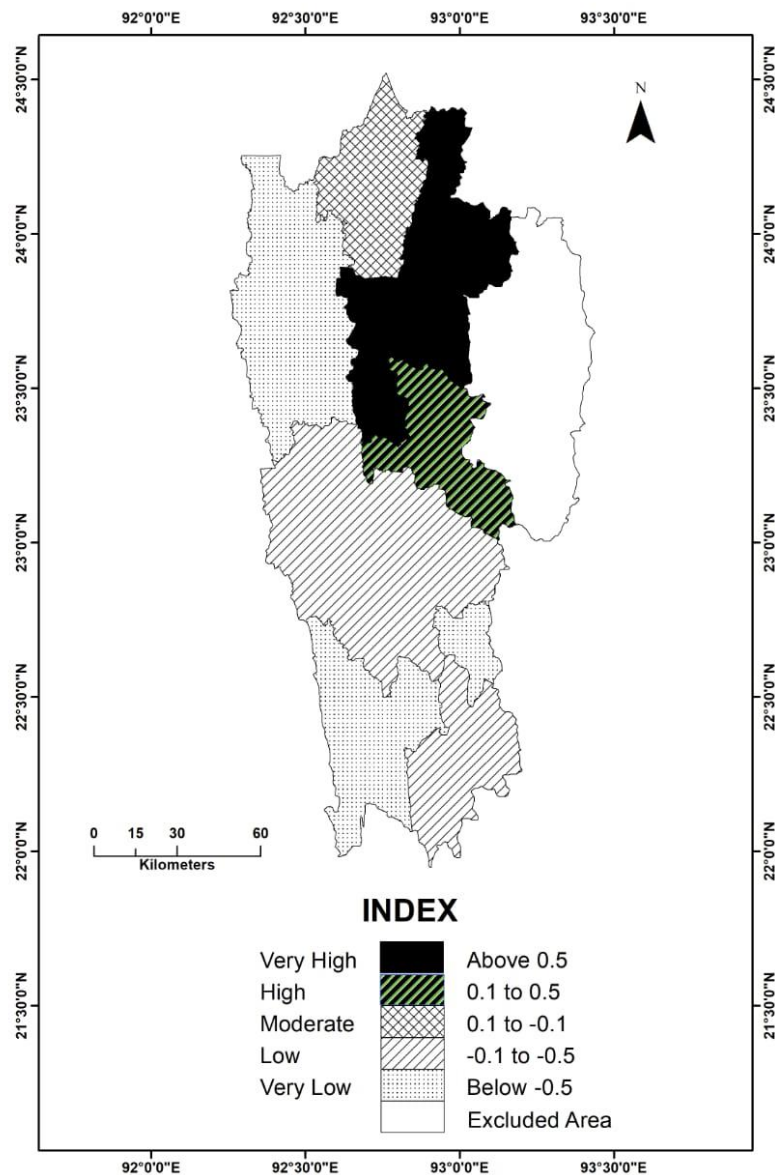 92°0'0"E 92°30'0"E 93°0'0"E 93°30'0"E
N
24°30'0"N 24°30'0"N
24°0'0"N 24°0'0"N
23°30'0"N 23°30'0"N
23°0'0"N 23°0'0"N
22°30'0"N 22°30'0"N
0 15 30 60
Kilometers
22°0'0"N 22°0'0"N
INDEX
Very High Above 0.5
High 0.1 to 0.5
21°30'0"N 21°30'0"N
Moderate 0.1 to -0.1
Low -0.1 to -0.5
Very Low Below -0.5
Excluded Area
92°0'0"E 92°30'0"E 93°0'0"E 93°30'0"E